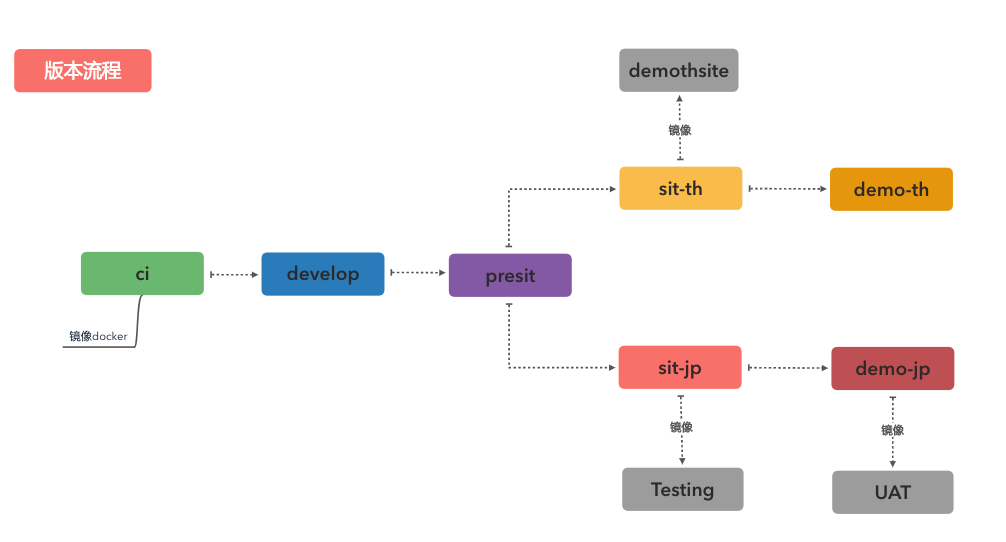 版本流程
demothsite
镜像
sit-th
demo-th
ci
develop
presit
镜像docker
sit-jp
demo-jp
镜像
镜像
Testing
UAT